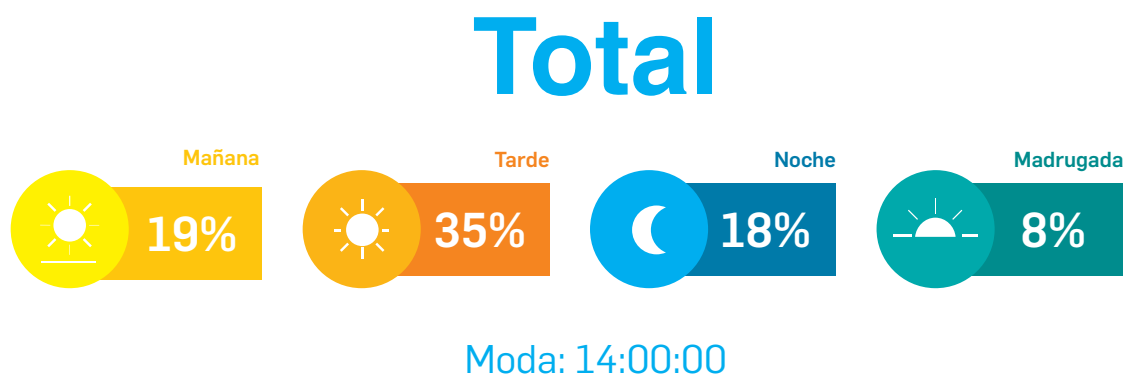 Total
Mañana
19%
Tarde
35%
Noche
18%
Madrugada
8%
Moda: 14:00:00